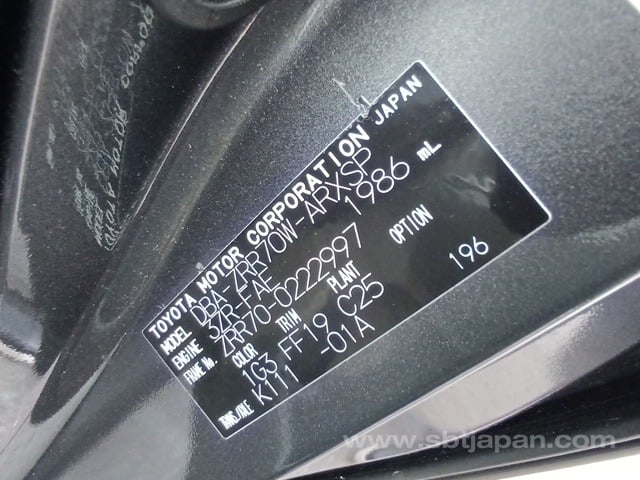 TOYOTA MOTOR CORPORATION JAPAN
MODEL DBA-ZRR70W-ARXSP
ENGINE 3ZR-FAE 1986 mL
FRAME No. ZRR70-0222997
COLOR TRIM PLANT OPTION
1G3 FF19 C25 196
TRANS/AXLE K111 -01A
www.sbtjapan.com